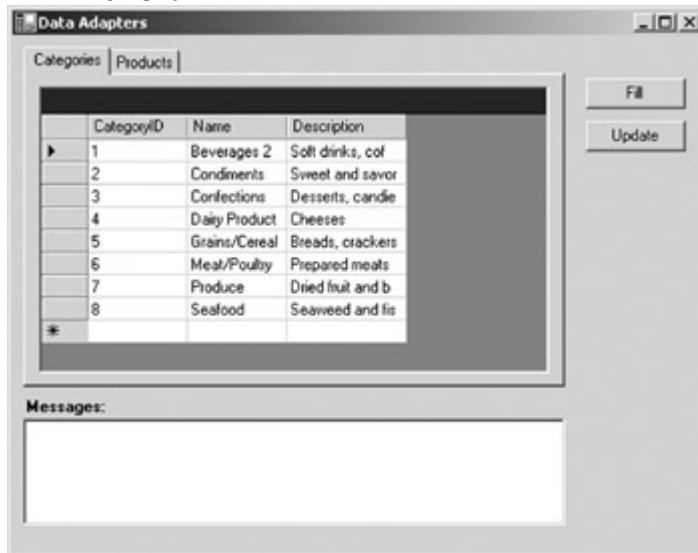 Data Adapters
Categories Products
Fill
Update
CategoryID Name Description
1 Beverages 2 Soft drinks, cof
2 Condiments Sweet and savor
3 Confections Desserts, candie
4 Dairy Product Cheeses
5 Grains/Cereal Breads, crackers
6 Meat/Poultry Prepared meats
7 Produce Dried fruit and b
8 Seafood Seaweed and fis
Messages: